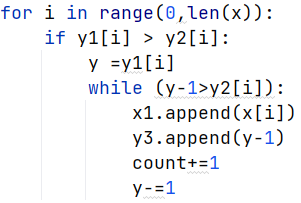 for i in range(0,len(x)):
    if y1[i] > y2[i]:
        y =y1[i]
        while (y-1>y2[i]):
            x1.append(x[i])
            y3.append(y-1)
            count+=1
            y-=1